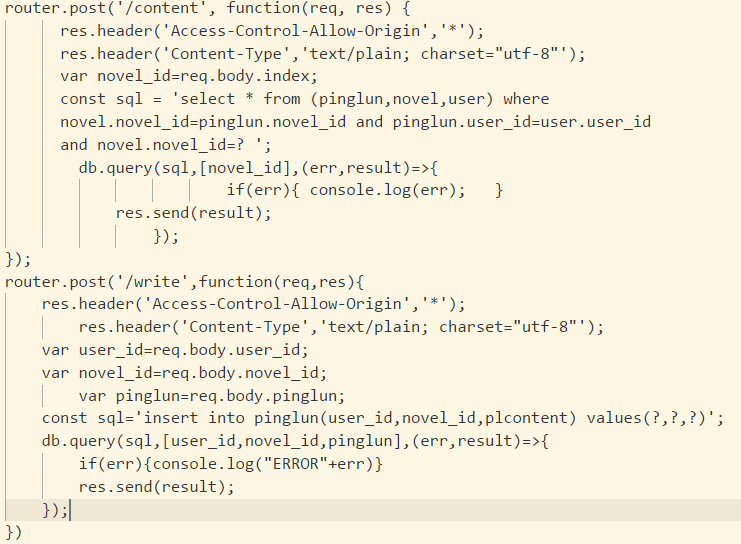 router.post('/content', function(req, res) {
res.header('Access-Control-Allow-Origin','*');
res.header('Content-Type','text/plain; charset="utf-8"');
var novel_id=req.body.index;
const sql = 'select * from (pinglun,novel,user) where
novel.novel_id=pinglun.novel_id and pinglun.user_id=user.user_id
and novel.novel_id=? ';
db.query(sql,[novel_id],(err,result)=>{
if(err){ console.log(err);   }
res.send(result);
});
});
router.post('/write',function(req,res){
res.header('Access-Control-Allow-Origin','*');
res.header('Content-Type','text/plain; charset="utf-8"');
var user_id=req.body.user_id;
var novel_id=req.body.novel_id;
var pinglun=req.body.pinglun;
const sql='insert into pinglun(user_id,novel_id,plcontent) values(?,?,?)';
db.query(sql,[user_id,novel_id,pinglun],(err,result)=>{
if(err){console.log("ERROR"+err)}
res.send(result);
});
})